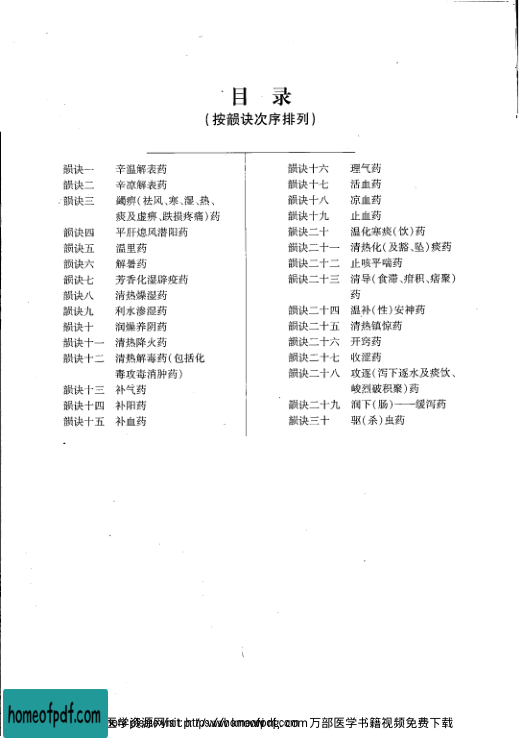 目 录
(按韻诀次序排列)
韻诀一 辛温解表药
韻诀二 辛凉解表药
韻诀三 蠲痹(祛风、寒、湿、热、
痰及虚痹、跌损疼痛)药
韻诀四 平肝熄风潜阳药
韻诀五 温里药
韻诀六 解暑药
韻诀七 芳香化湿辟疫药
韻诀八 清热燥湿药
韻诀九 利水渗湿药
韻诀十 润燥养阴药
韻诀十一 清热降火药
韻诀十二 清热解毒药(包括化
毒攻毒消肿药)
韻诀十三 补气药
韻诀十四 补阳药
韻诀十五 补血药
韻诀十六 理气药
韻诀十七 活血药
韻诀十八 凉血药
韻诀十九 止血药
韻诀二十 温化寒痰(饮)药
韻诀二十一 清热化(及豁、坠)痰药
韻诀二十二 止咳平喘药
韻诀二十三 清导(食滞、疳积、痞聚)
药
韻诀二十四 温补(性)安神药
韻诀二十五 清热镇惊药
韻诀二十六 开窍药
韻诀二十七 收涩药
韻诀二十八 攻逐(泻下逐水及痰饮、
峻烈破积聚)药
韻诀二十九 润下(肠)——缓泻药
韻诀三十 驱(杀)虫药
homeofpdf.com
医学资源网 万部医学书籍视频免费下载